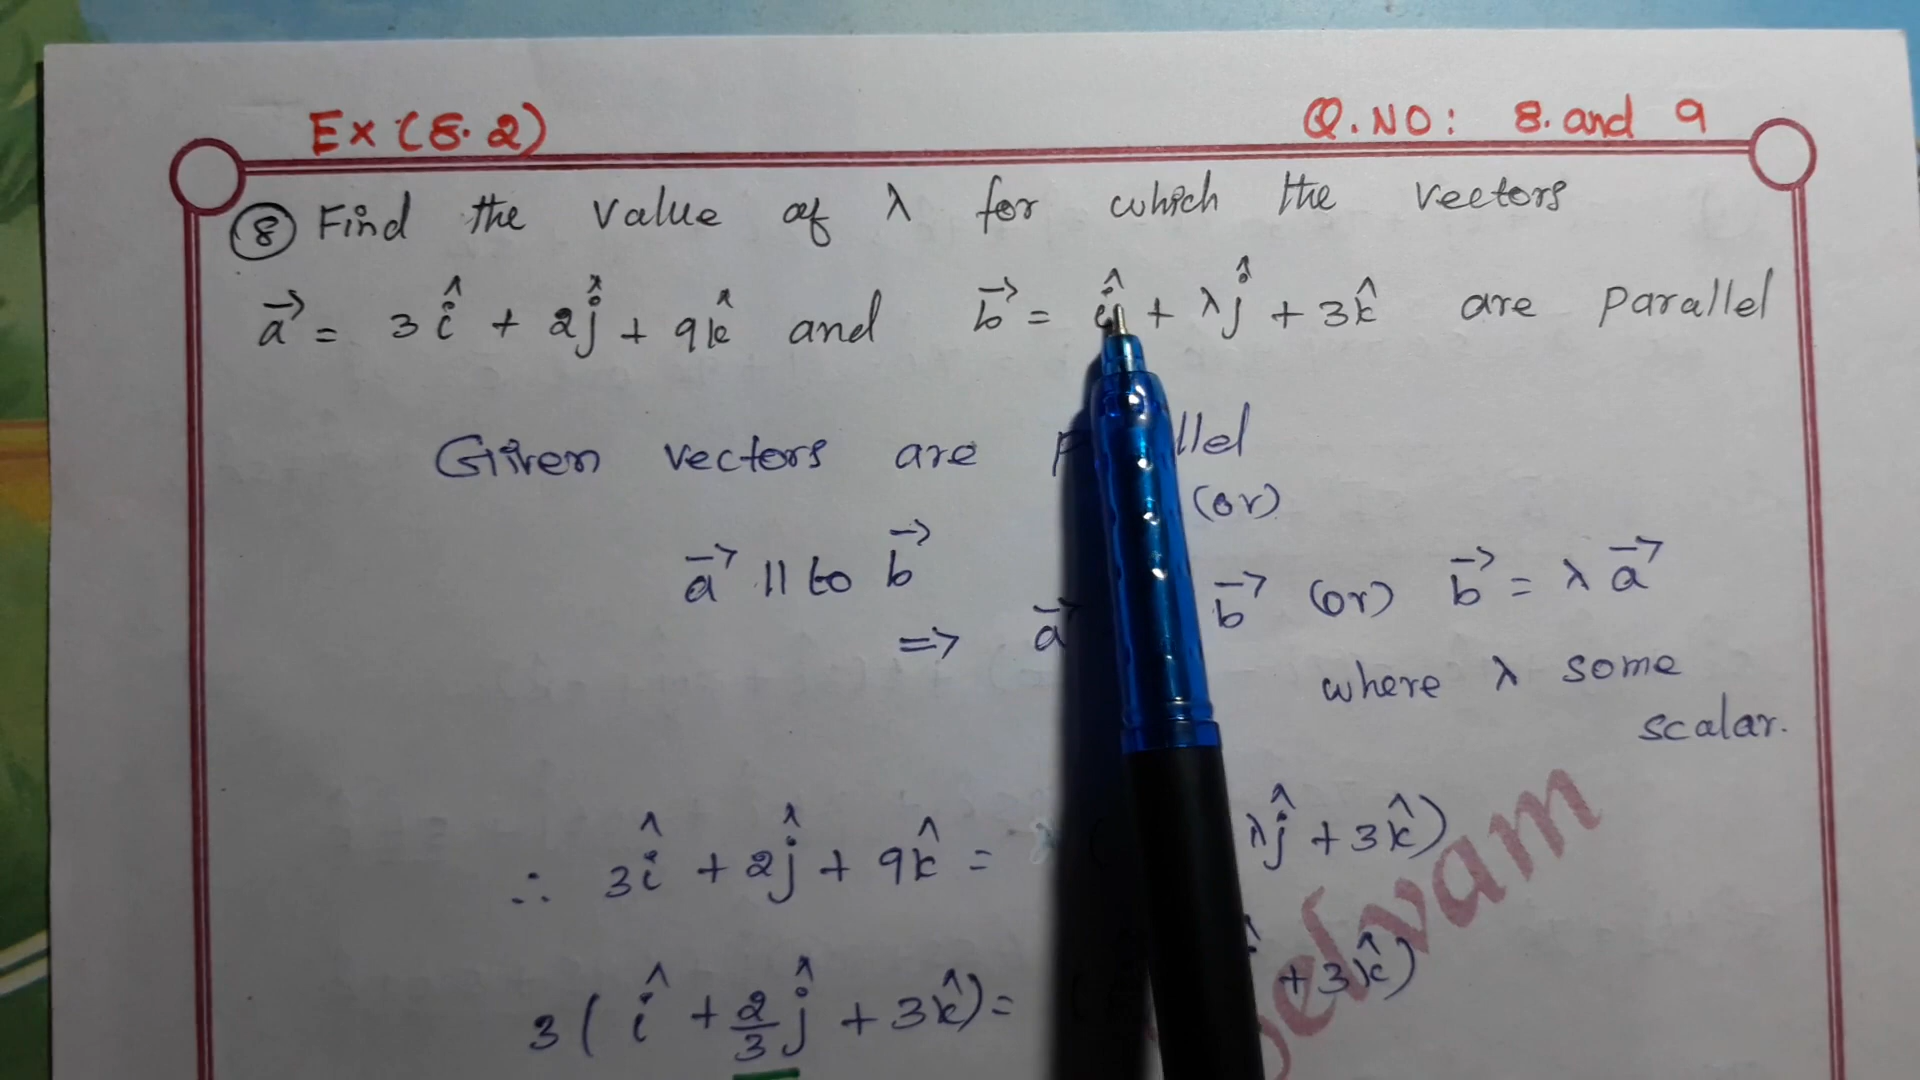 Ex (8.2)
Q.NO: 8. and 9
⑧ Find the value of λ for which the vectors
a⃗ = 3î + 2ĵ + 9k̂ and b⃗ = î + λĵ + 3k̂ are parallel
Given vectors are
(or)
a⃗ || to b⃗
=> a⃗ b⃗ (or) b⃗ = λ a⃗
where λ some
scalar.
∴ 3î + 2ĵ + 9k̂ = λĵ + 3k̂)
3(î + 2/3 ĵ + 3k̂) = ( + 3k̂)
elvam